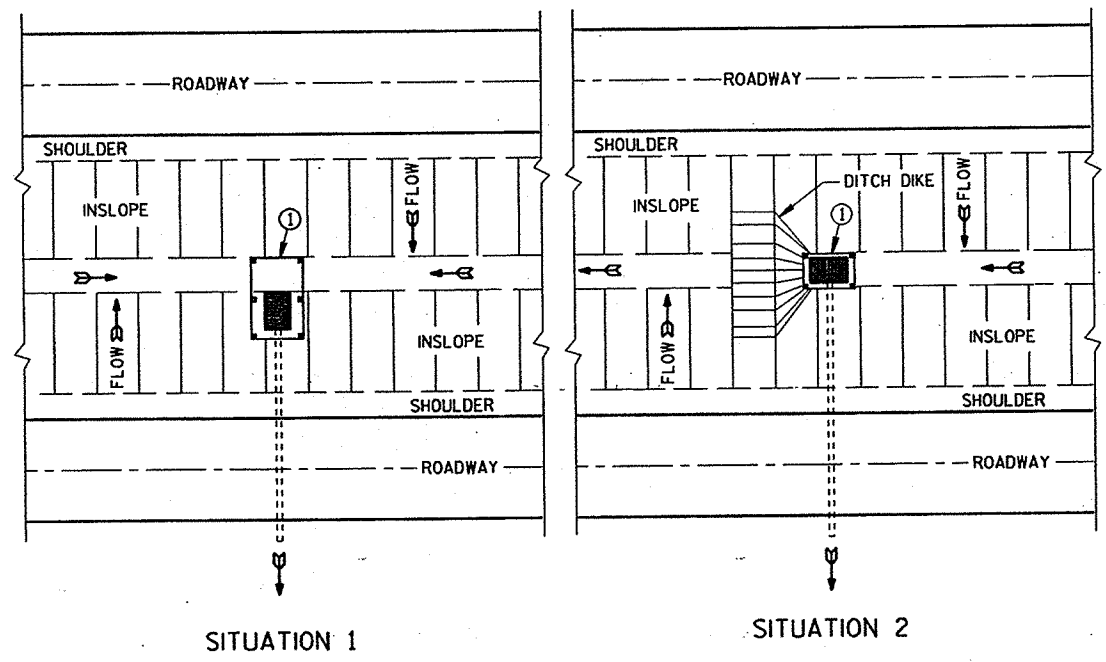 ROADWAY
SHOULDER
INSLOPE
FLOW
1
FLOW
INSLOPE
SHOULDER
ROADWAY
SITUATION 1
ROADWAY
SHOULDER
DITCH DIKE
FLOW
INSLOPE
1
FLOW
INSLOPE
SHOULDER
ROADWAY
SITUATION 2